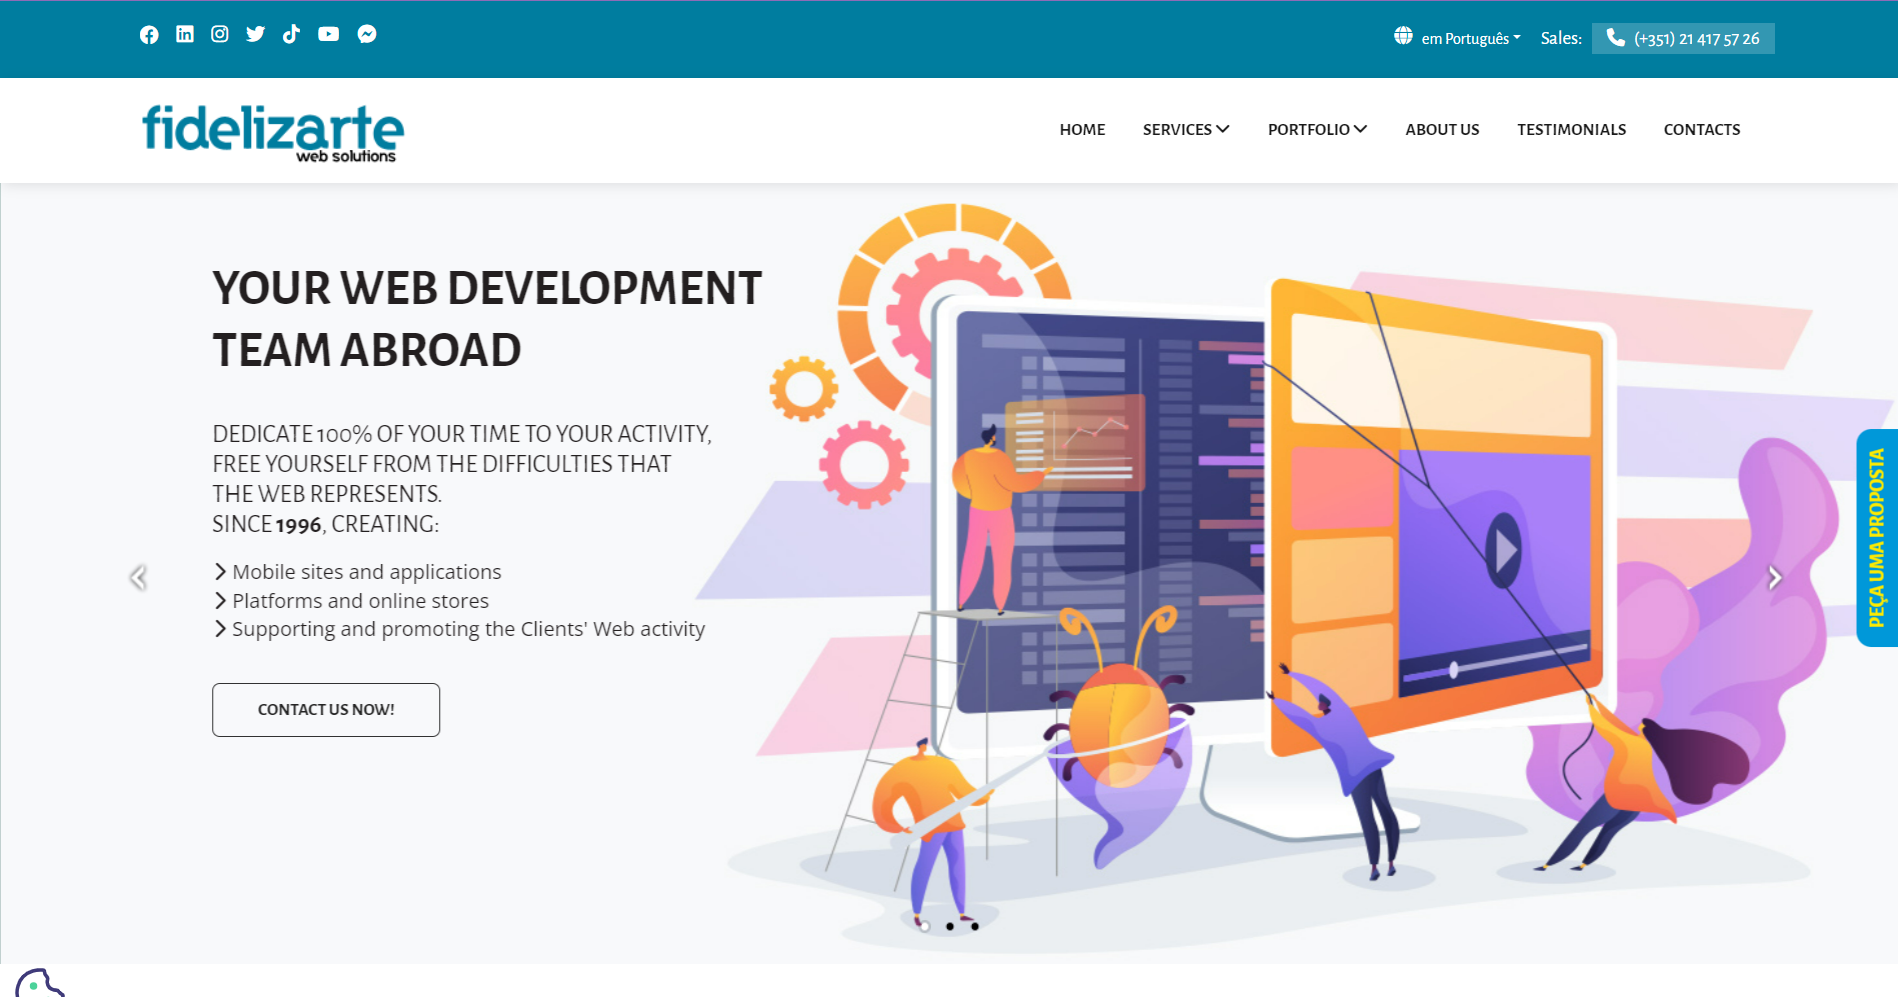 em Português
Sales:
(+351) 21 417 57 26
fidelizarte
web solutions
HOME
SERVICES
PORTFOLIO
ABOUT US
TESTIMONIALS
CONTACTS
YOUR WEB DEVELOPMENT
TEAM ABROAD
DEDICATE 100% OF YOUR TIME TO YOUR ACTIVITY,
FREE YOURSELF FROM THE DIFFICULTIES THAT
THE WEB REPRESENTS.
SINCE 1996, CREATING:
Mobile sites and applications
Platforms and online stores
Supporting and promoting the Clients' Web activity
CONTACT US NOW!
PEÇA UMA PROPOSTA